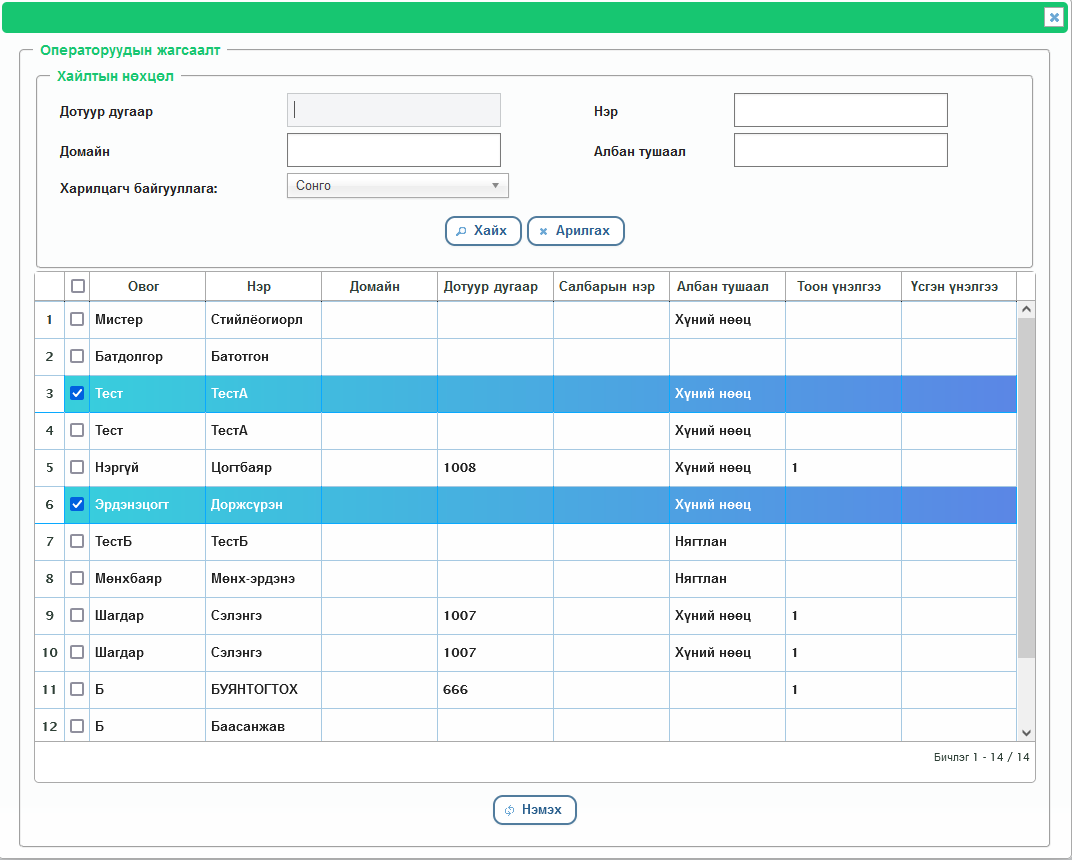 Операторуудын жагсаалт
Хайлтын нөхцөл
Дотуур дугаар Нэр
Домайн Албан тушаал
Харилцагч байгууллага: Сонго
Хайх Арилгах
Овог Нэр Домайн Дотуур дугаар Салбарын нэр Албан тушаал Тоон үнэлгээ Үсгэн үнэлгээ
1 Мистер Стийлёогиорл Хүний нөөц
2 Батдолгор Батотгон
3 Тест ТестА Хүний нөөц
4 Тест ТестА Хүний нөөц
5 Нэргүй Цогтбаяр 1008 Хүний нөөц 1
6 Эрдэнэцогт Доржсүрэн Хүний нөөц
7 ТестБ ТестБ Нягтлан
8 Мөнхбаяр Мөнх-эрдэнэ Нягтлан
9 Шагдар Сэлэнгэ 1007 Хүний нөөц 1
10 Шагдар Сэлэнгэ 1007 Хүний нөөц 1
11 Б БУЯНТОГТОХ 666 1
12 Б Баасанжав
Бичлэг 1 - 14 / 14
Нэмэх